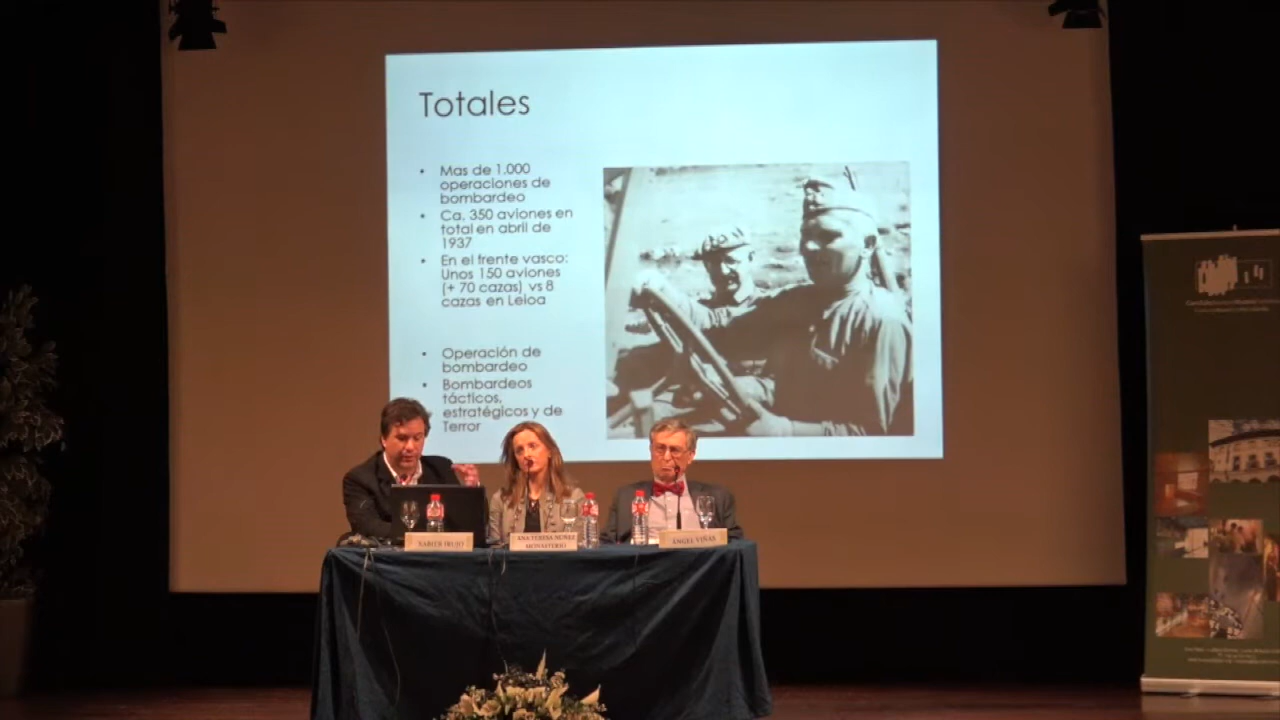 Totales
• Mas de 1.000
operaciones de
bombardeo
• Ca. 350 aviones en
total en abril de
1937
• En el frente vasco:
Unos 150 aviones
(+ 70 cazas) vs 8
cazas en Leioa
• Operación de
bombardeo
• Bombardeos
tácticos,
estratégicos y de
Terror
XABIER IRUJO
ANA TERESA NÚÑEZ
MONASTERIO
ÁNGEL VIÑAS